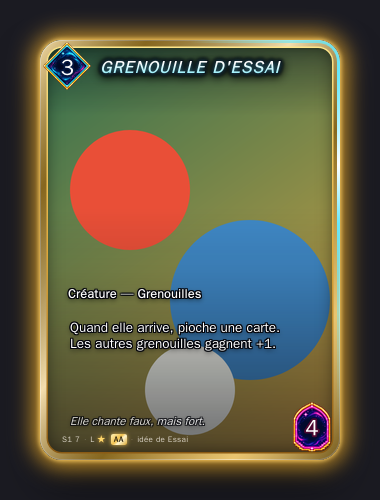 3
GRENOUILLE D'ESSAI
Créature — Grenouilles
Quand elle arrive, pioche une carte.
Les autres grenouilles gagnent +1.
Elle chante faux, mais fort.
S1 7 · L ★ AA · idée de Essai
4